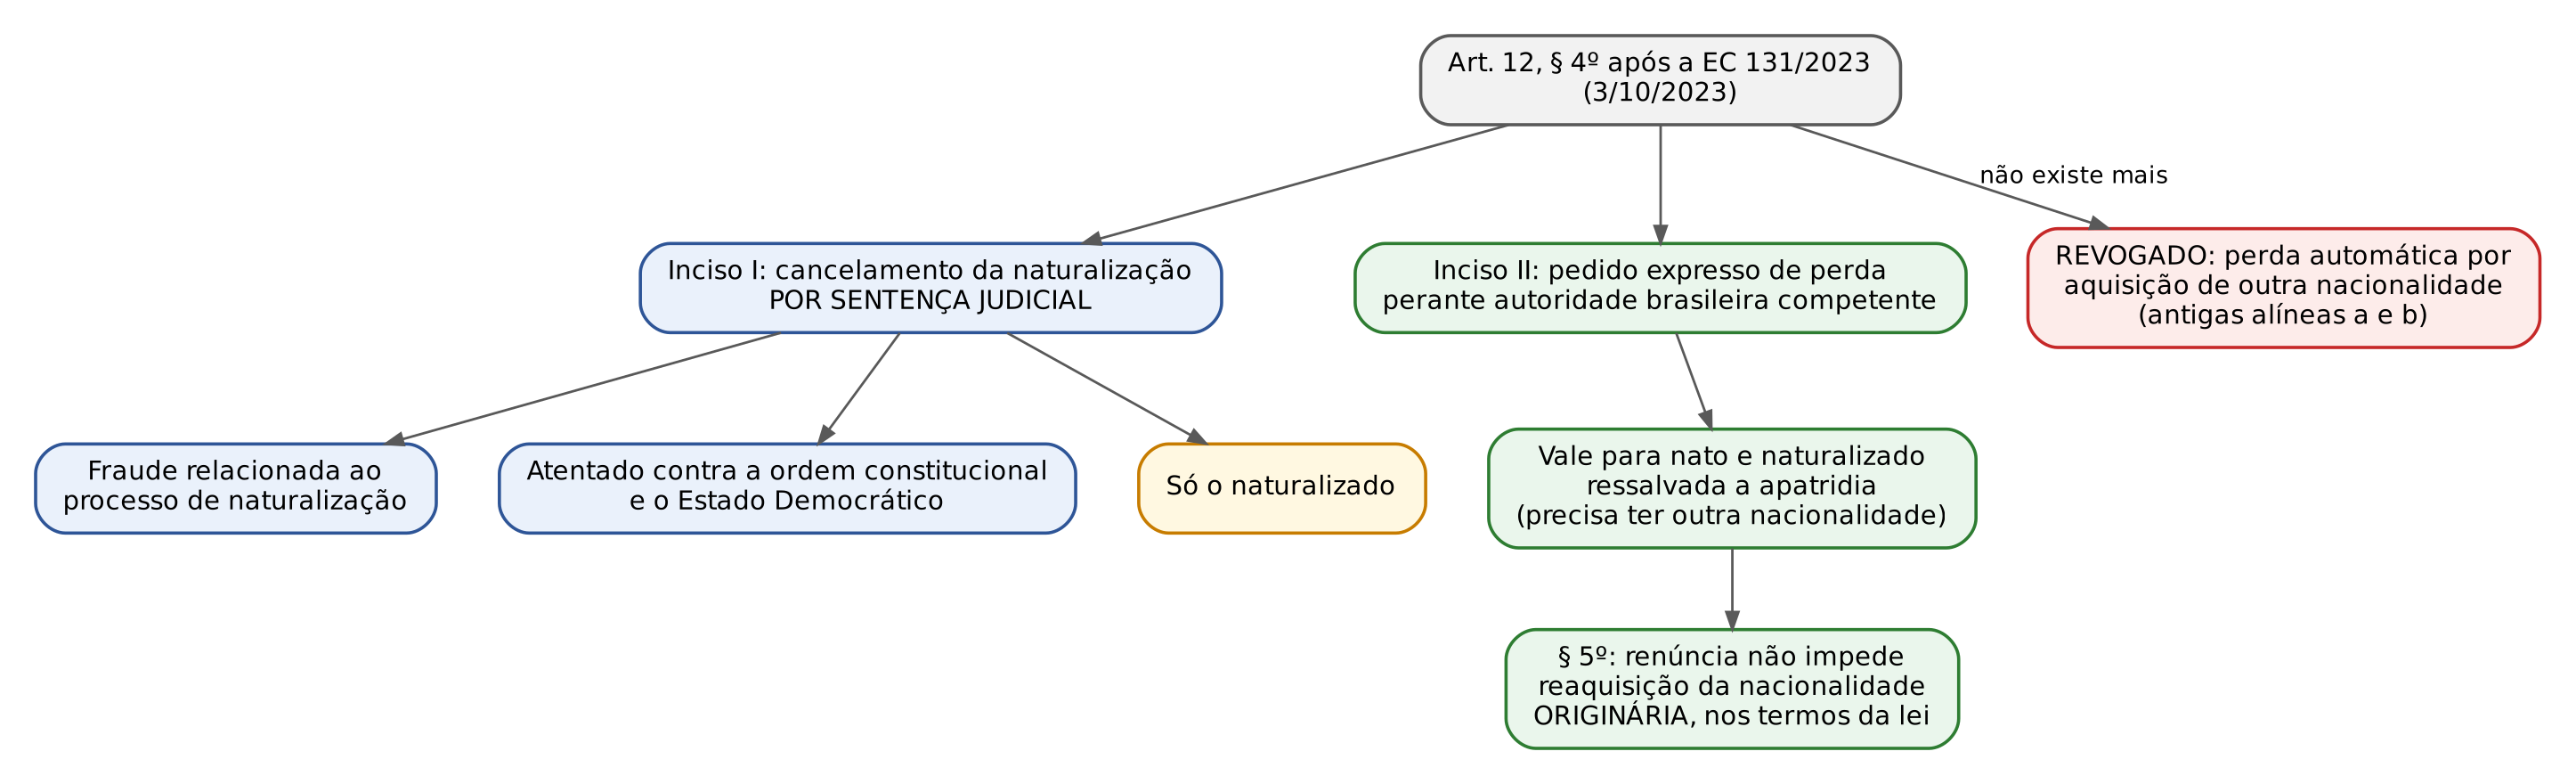 Art. 12, § 4º após a EC 131/2023
(3/10/2023)
não existe mais
Inciso I: cancelamento da naturalização
POR SENTENÇA JUDICIAL
Inciso II: pedido expresso de perda
perante autoridade brasileira competente
REVOGADO: perda automática por
aquisição de outra nacionalidade
(antigas alíneas a e b)
Fraude relacionada ao
processo de naturalização
Atentado contra a ordem constitucional
e o Estado Democrático
Só o naturalizado
Vale para nato e naturalizado
ressalvada a apatridia
(precisa ter outra nacionalidade)
§ 5º: renúncia não impede
reaquisição da nacionalidade
ORIGINÁRIA, nos termos da lei